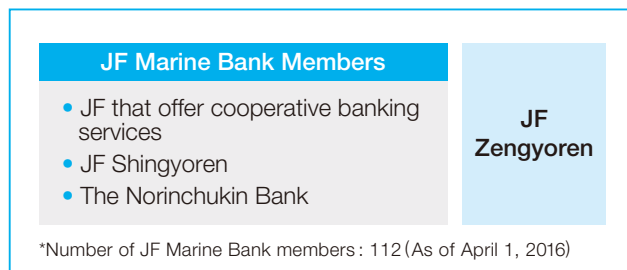 JF Marine Bank Members
• JF that offer cooperative banking
services
• JF Shingyoren
• The Norinchukin Bank
JF
Zengyoren
*Number of JF Marine Bank members : 112 (As of April 1, 2016)